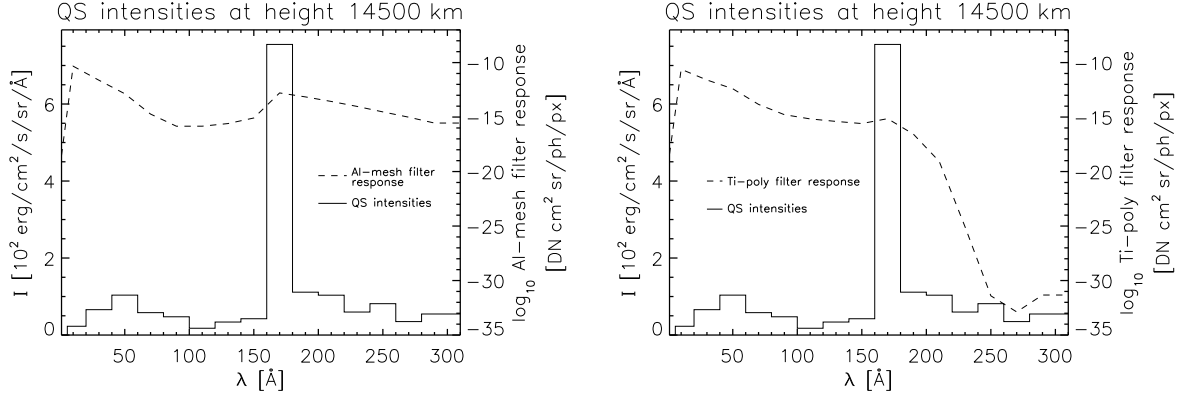 QS intensities at height 14500 km
I [10² erg/cm²/s/sr/Å]
6
4
2
0
50
100
150
200
250
300
λ [Å]
−10
−15
−20
−25
−30
−35
log₁₀ Al−mesh filter response
[DN cm² sr/ph/px]
Al−mesh filter
response
QS intensities
QS intensities at height 14500 km
I [10² erg/cm²/s/sr/Å]
6
4
2
0
50
100
150
200
250
300
λ [Å]
−10
−15
−20
−25
−30
−35
log₁₀ Ti−poly filter response
[DN cm² sr/ph/px]
Ti−poly filter response
QS intensities